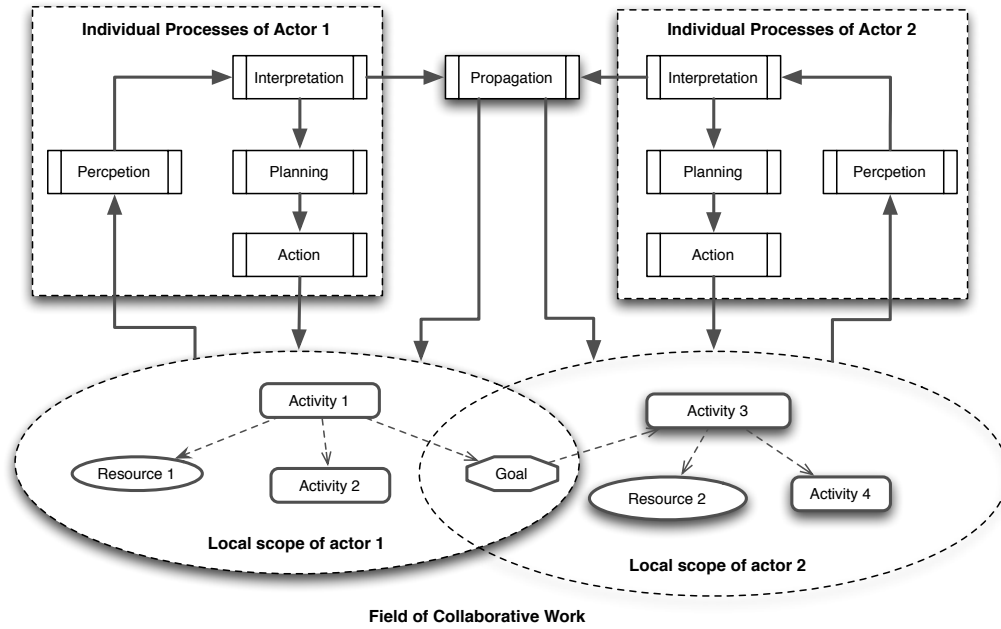 Individual Processes of Actor 1
Individual Processes of Actor 2
Interpretation
Propagation
Interpretation
Percpetion
Planning
Planning
Percpetion
Action
Action
Activity 1
Activity 3
Resource 1
Activity 2
Goal
Resource 2
Activity 4
Local scope of actor 1
Local scope of actor 2
Field of Collaborative Work